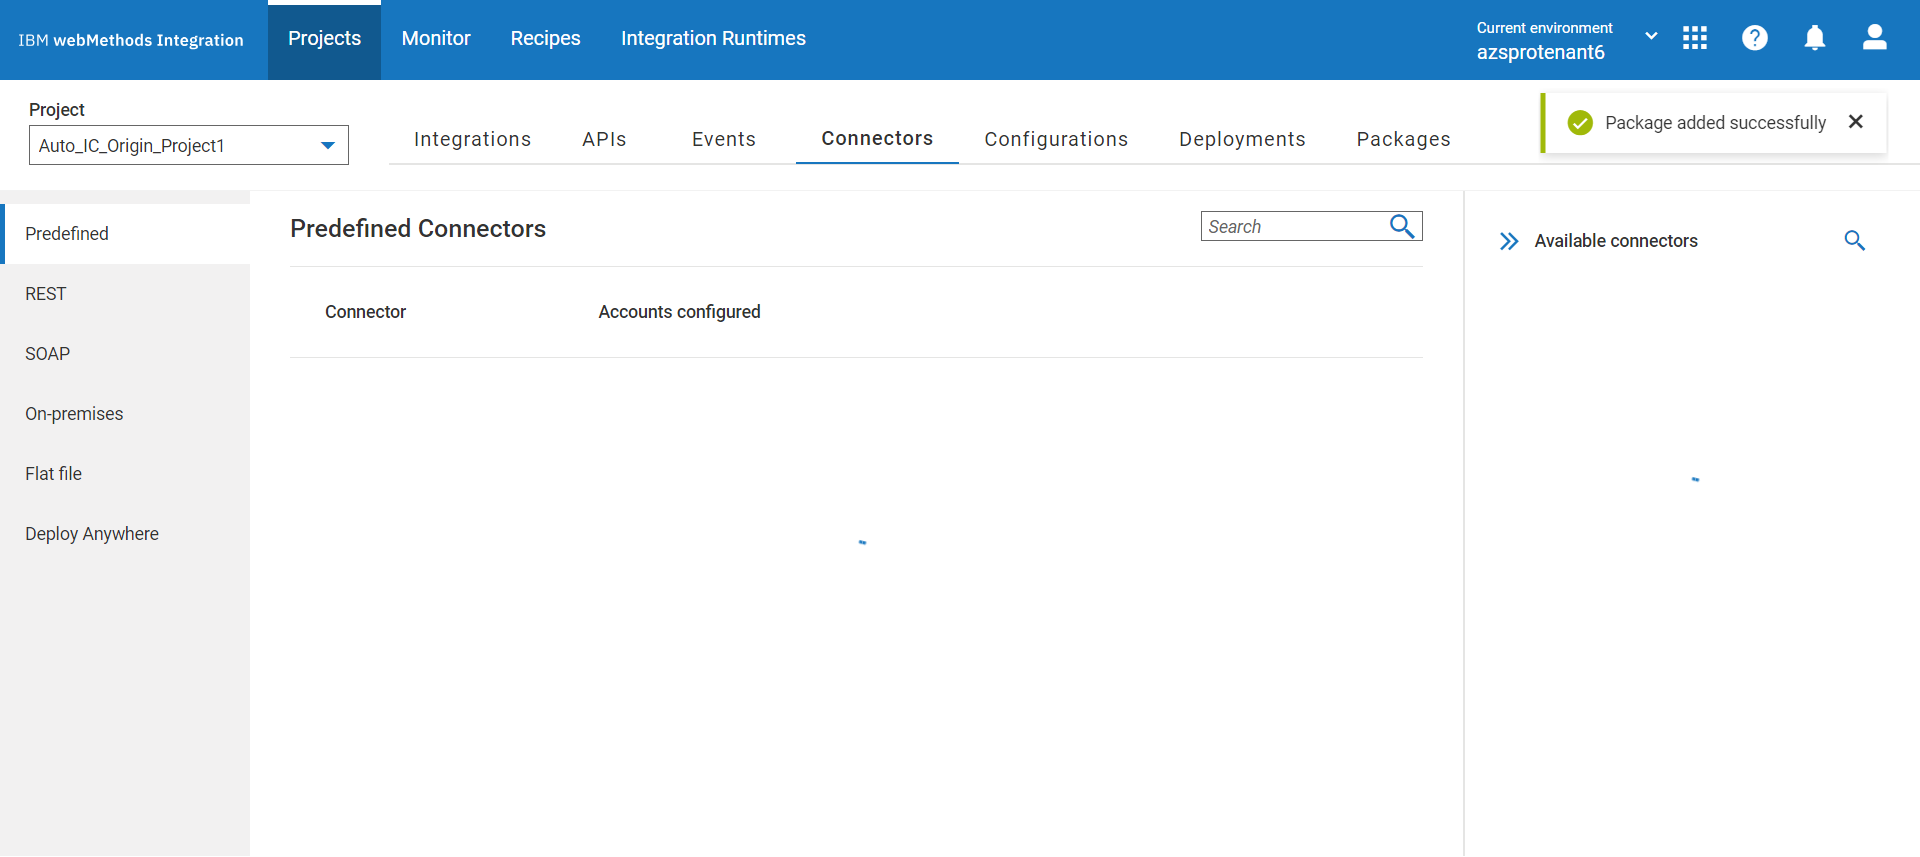 IBM webMethods Integration
Projects
Monitor
Recipes
Integration Runtimes
Current environment
azsprotenant6
Project
Auto_IC_Origin_Project1
Integrations
APIs
Events
Connectors
Configurations
Deployments
Packages
Package added successfully
Predefined
REST
SOAP
On-premises
Flat file
Deploy Anywhere
Predefined Connectors
Search
Connector
Accounts configured
Available connectors